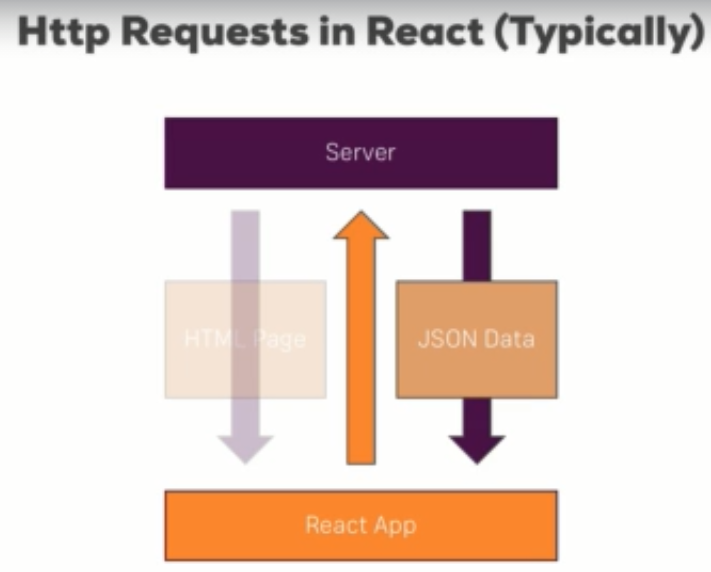 Http Requests in React (Typically)
Server
HTML Page
JSON Data
React App